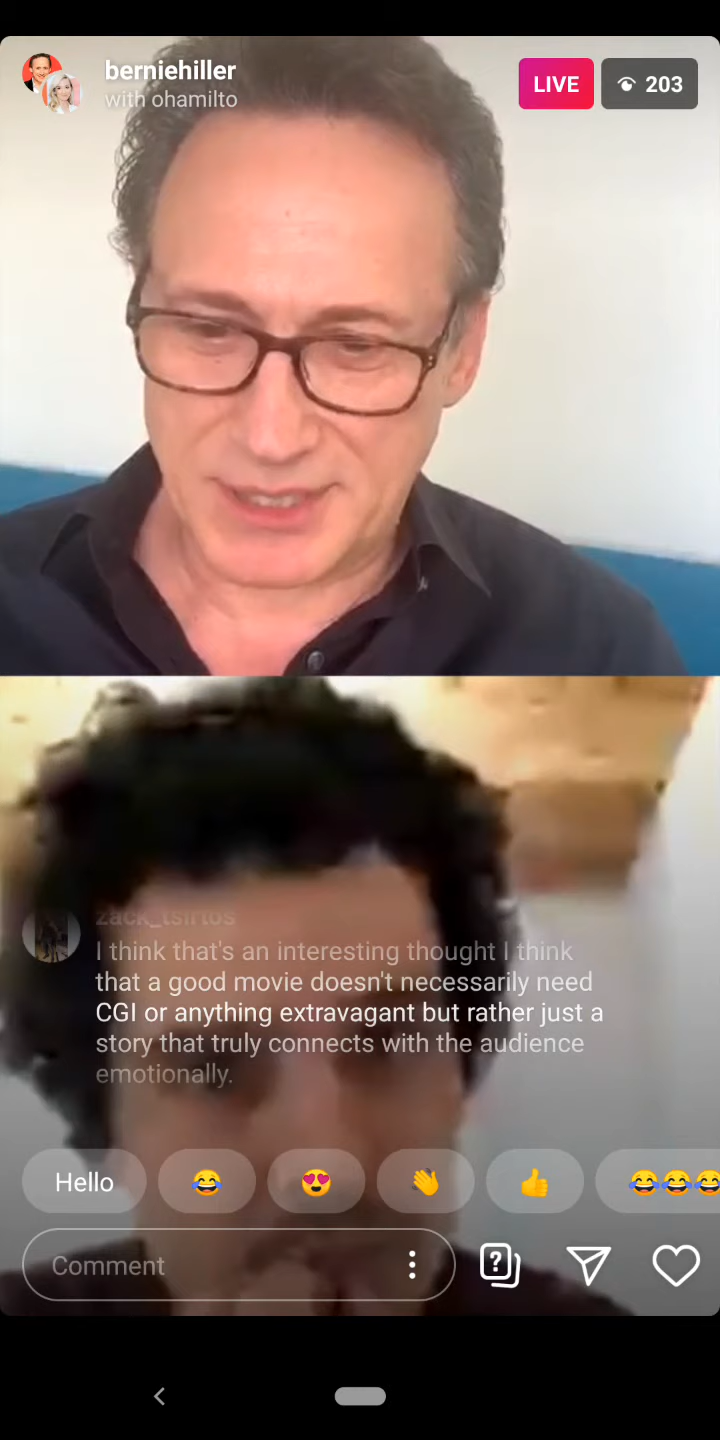 berniehiller
with ohamilto
LIVE
203
zack_tsirtos
I think that's an interesting thought I think
that a good movie doesn't necessarily need
CGI or anything extravagant but rather just a
story that truly connects with the audience
emotionally.
Hello
Comment